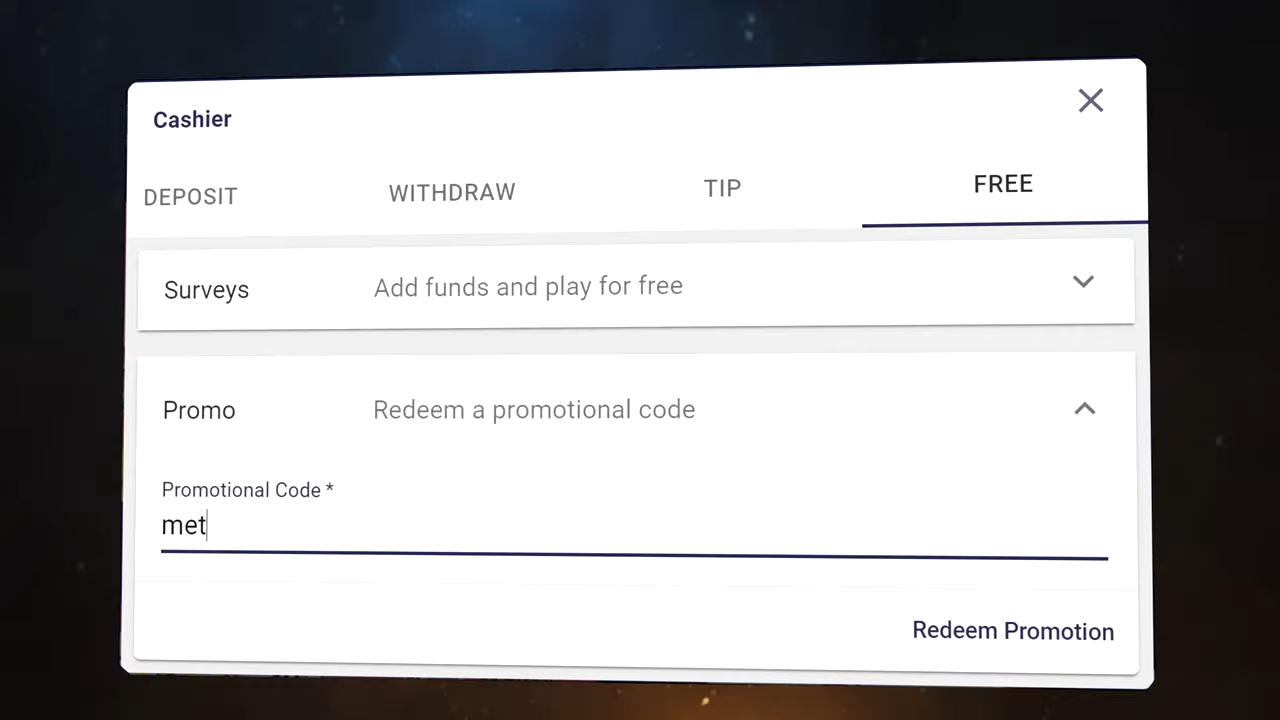 Cashier
DEPOSIT WITHDRAW TIP FREE
Surveys Add funds and play for free
Promo Redeem a promotional code
Promotional Code *
met
Redeem Promotion